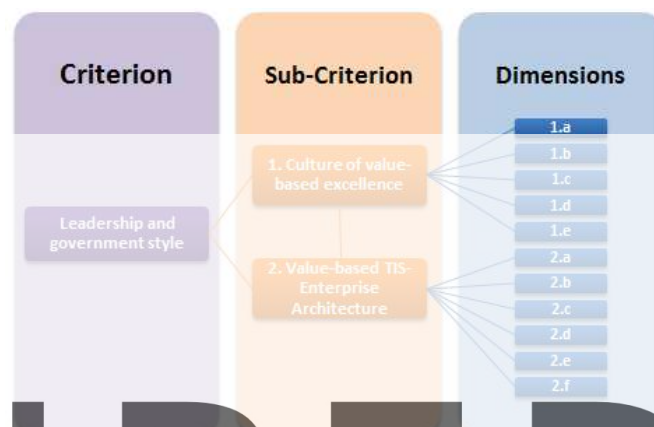 Criterion
Sub-Criterion
Dimensions
Leadership and
government style
1. Culture of value-
based excellence
2. Value-based TIS-
Enterprise
Architecture
1.a
1.b
1.c
1.d
1.e
2.a
2.b
2.c
2.d
2.e
2.f